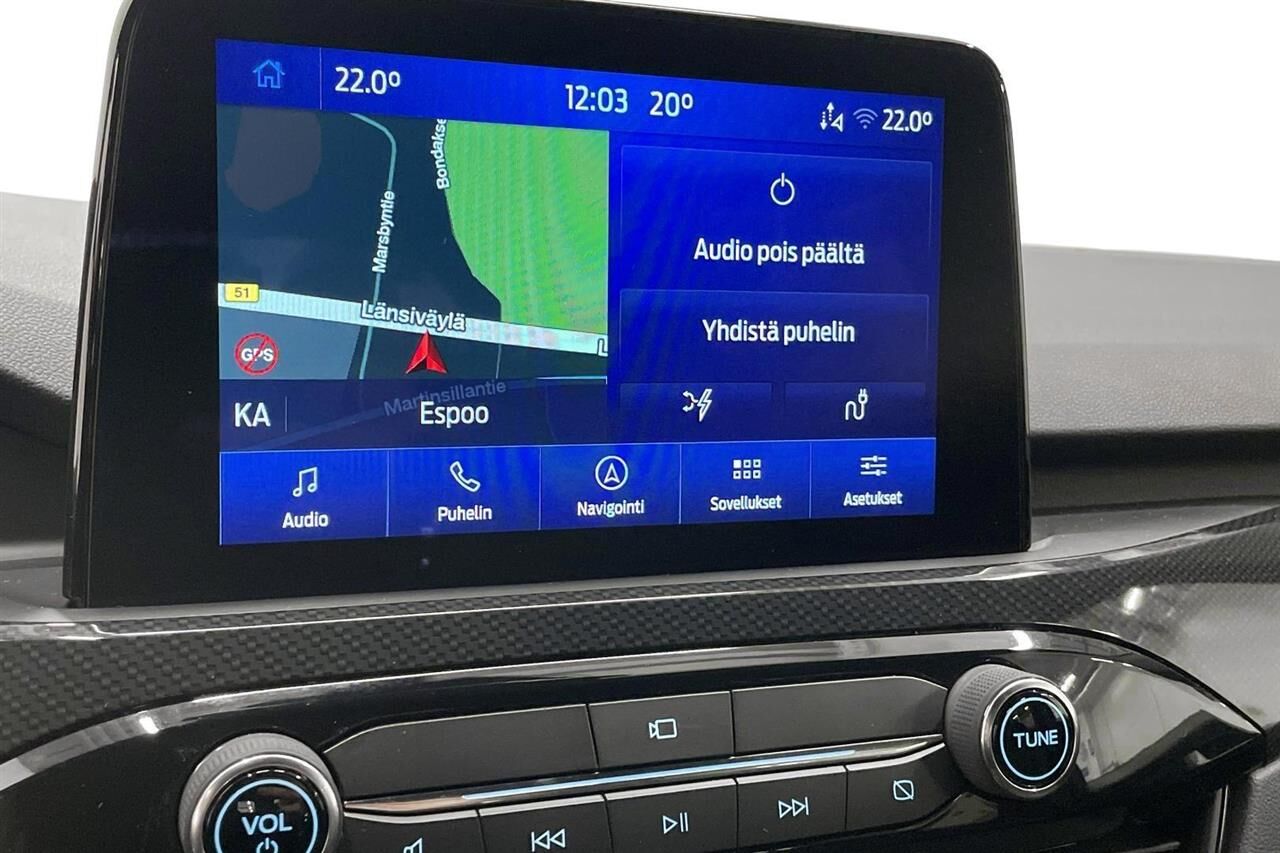 22.0°
12:03
20°
22.0°
Bondakse
Marsbyntie
51
Länsiväylä
L
GPS
Martinsillantie
KA
Espoo
Audio pois päältä
Yhdistä puhelin
Audio
Puhelin
Navigointi
Sovellukset
Asetukset
TUNE
VOL